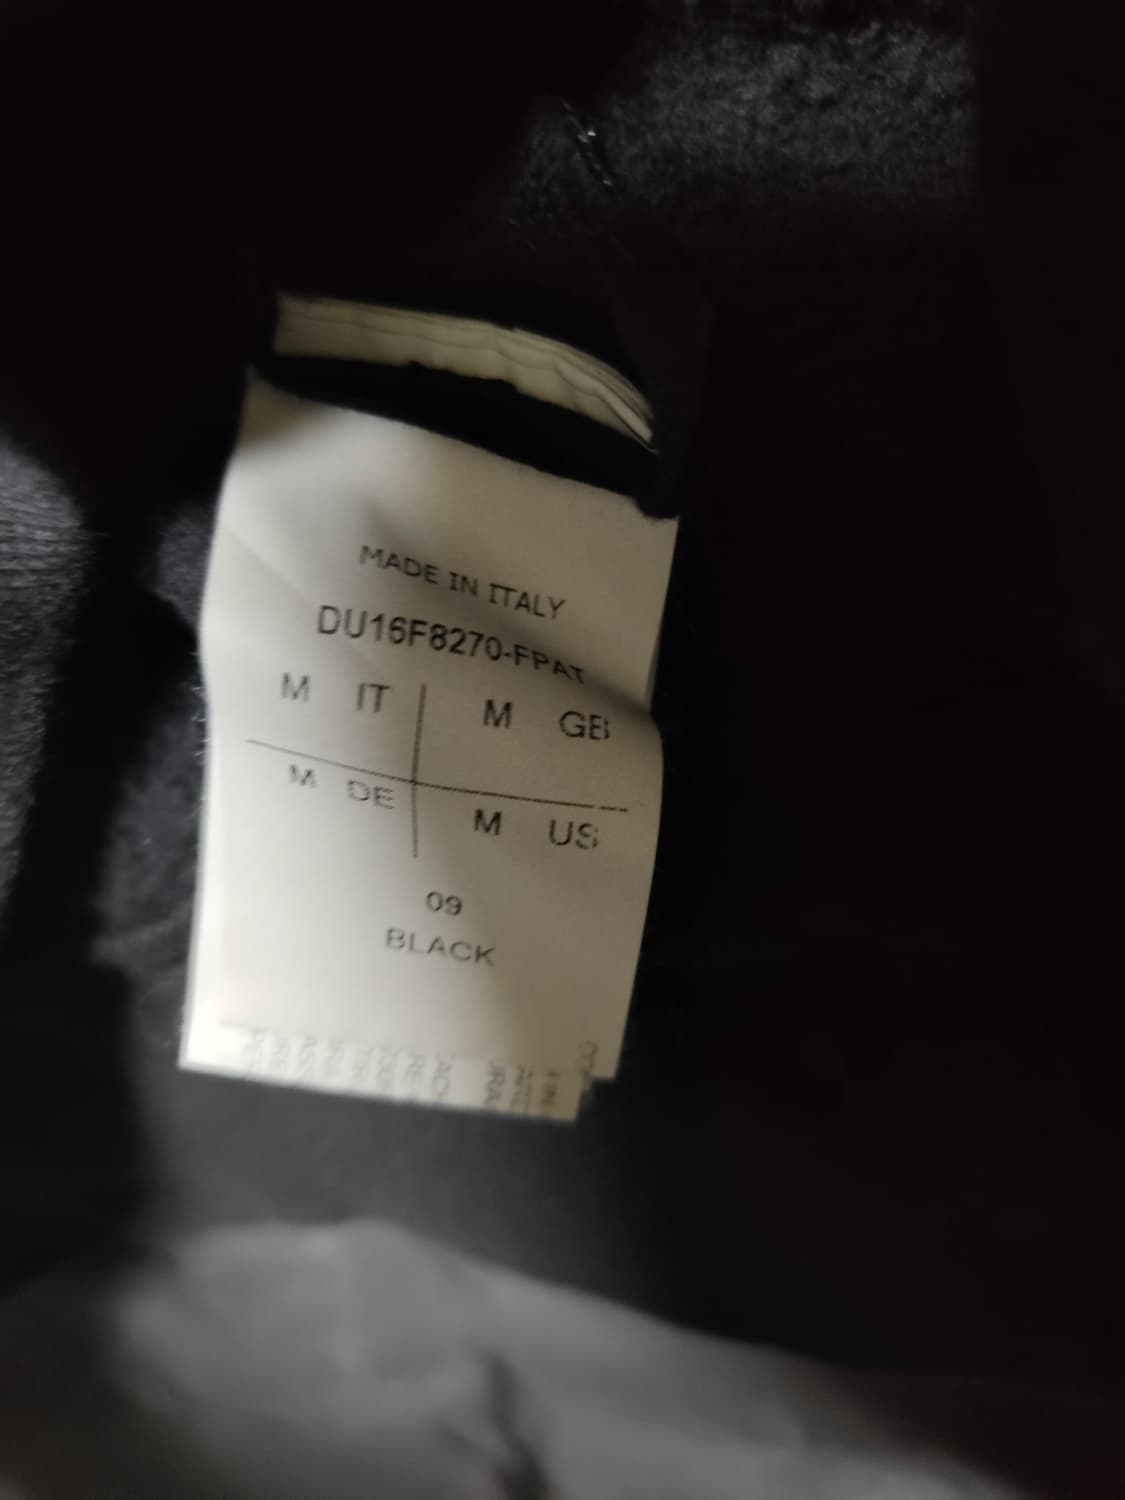 MADE IN ITALY
DU16F8270-FPAT
M IT M GB
M DE M US
09
BLACK